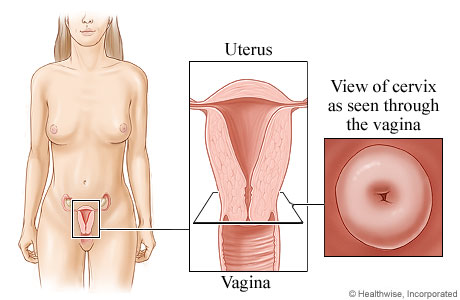 Uterus
View of cervix
as seen through
the vagina
Vagina
© Healthwise, Incorporated